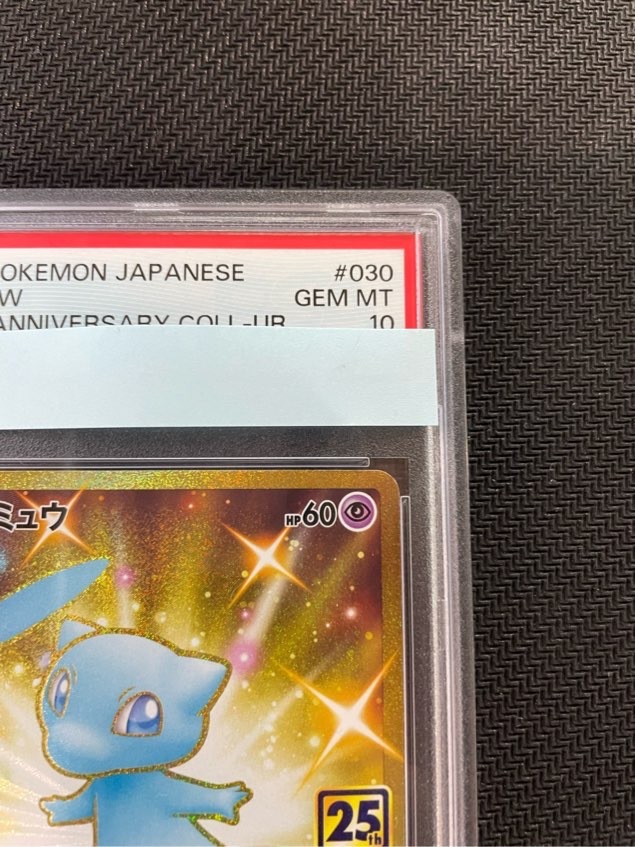 OKEMON JAPANESE #030
W GEM MT
ANNIVERSARY COLL-UR 10
ミュウ HP60
25th